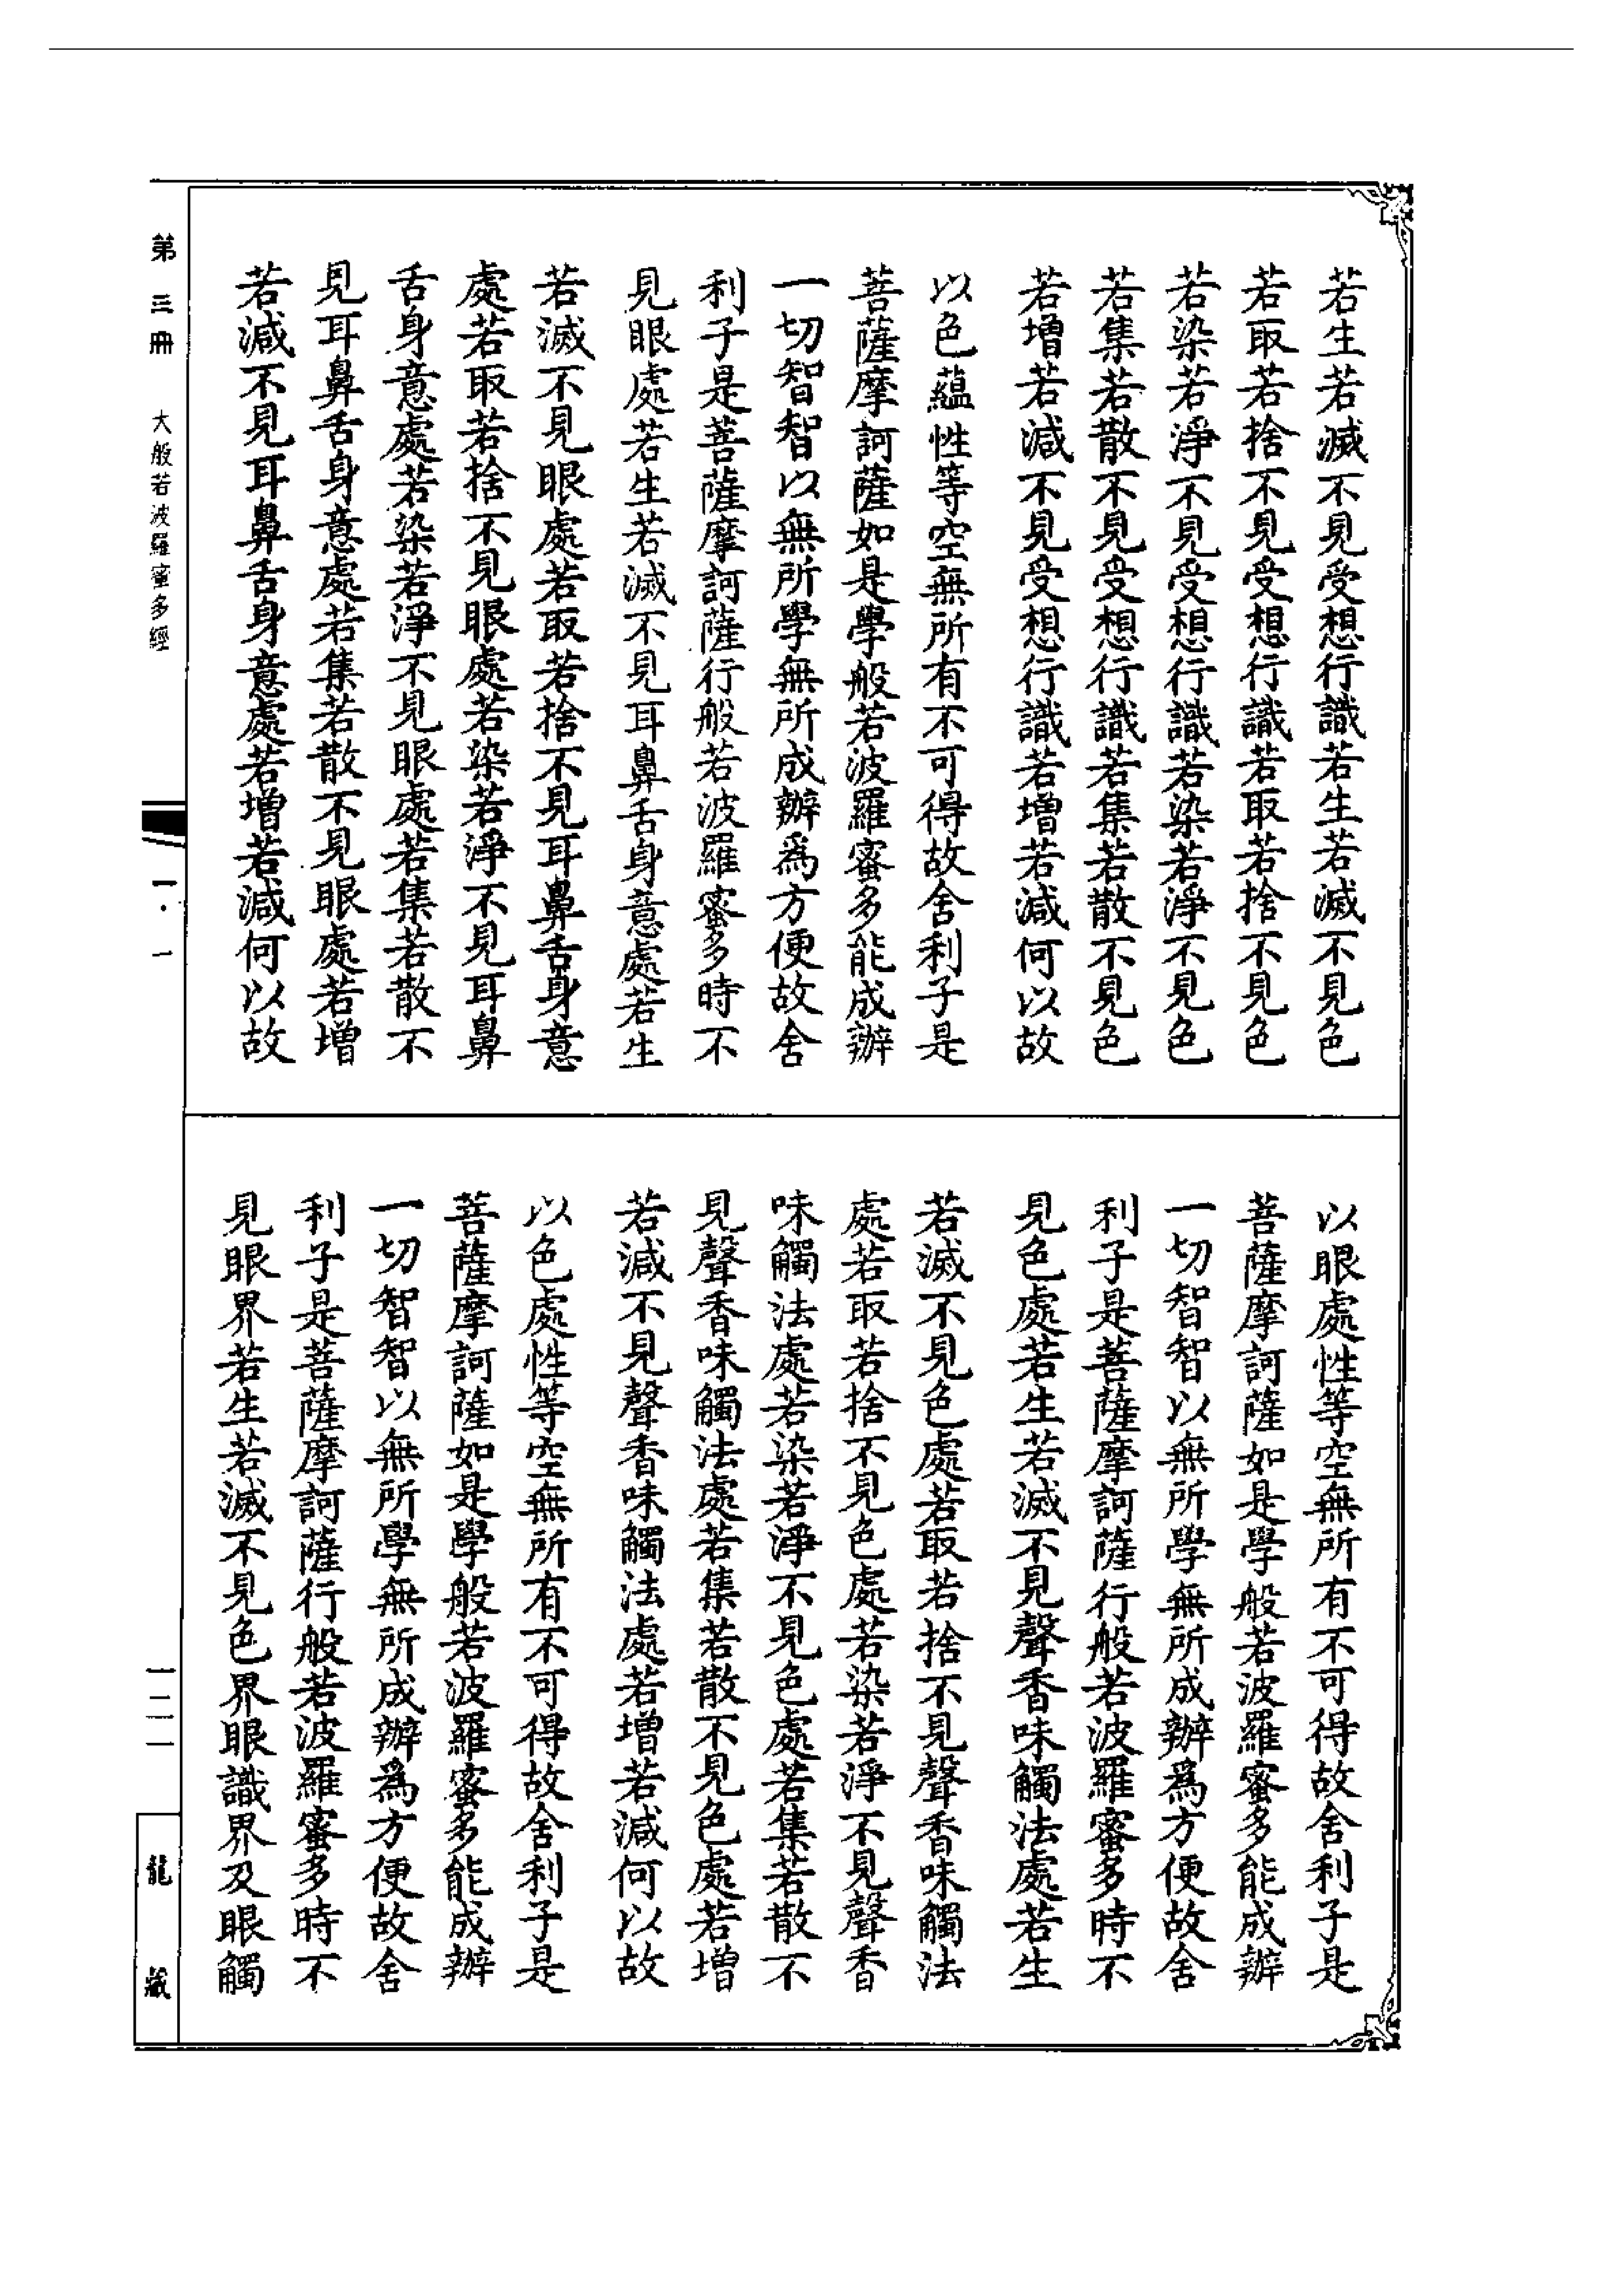 若生若滅不見受想行識若生若滅不見色
若取若捨不見受想行識若取若捨不見色
若染若淨不見受想行識若染若淨不見色
若集若散不見受想行識若集若散不見色
若增若減不見受想行識若增若減何以故
以色蘊性等空無所有不可得故舍利子是
菩薩摩訶薩如是學般若波羅蜜多能成辦
一切智智以無所學無所成辦爲方便故舍
利子是菩薩摩訶薩行般若波羅蜜多時不
見眼處若生若滅不見耳鼻舌身意處若生
若滅不見眼處若取若捨不見耳鼻舌身意
處若取若捨不見眼處若染若淨不見耳鼻
舌身意處若染若淨不見眼處若集若散不
見耳鼻舌身意處若集若散不見眼處若增
若減不見耳鼻舌身意處若增若減何以故
以眼處性等空無所有不可得故舍利子是
菩薩摩訶薩如是學般若波羅蜜多能成辦
一切智智以無所學無所成辦爲方便故舍
利子是菩薩摩訶薩行般若波羅蜜多時不
見色處若生若滅不見聲香味觸法處若生
若滅不見色處若取若捨不見聲香味觸法
處若取若捨不見色處若染若淨不見聲香
味觸法處若染若淨不見色處若集若散不
見聲香味觸法處若集若散不見色處若增
若減不見聲香味觸法處若增若減何以故
以色處性等空無所有不可得故舍利子是
菩薩摩訶薩如是學般若波羅蜜多能成辦
一切智智以無所學無所成辦爲方便故舍
利子是菩薩摩訶薩行般若波羅蜜多時不
見眼界若生若滅不見色界眼識界及眼觸
第三冊 大般若波羅蜜多經
一·一
一二一
龍藏